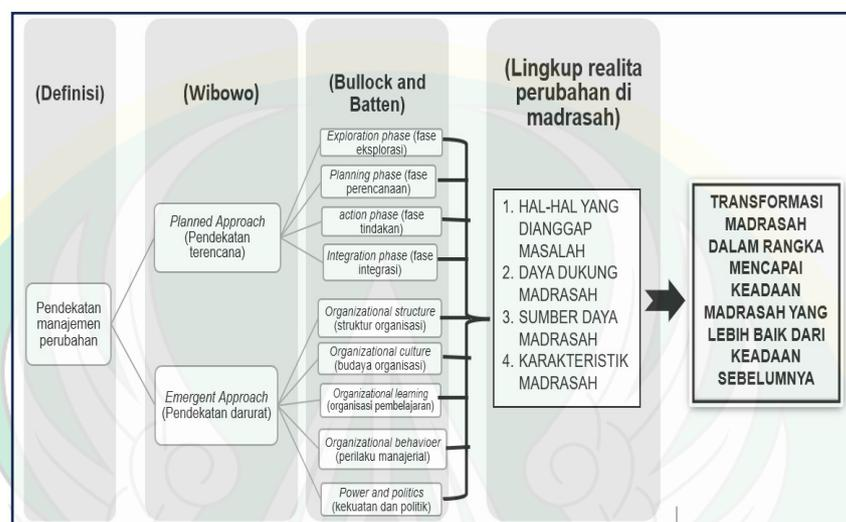 (Definisi)
(Wibowo)
(Bullock and
Batten)
(Lingkup realita
perubahan di
madrasah)
Pendekatan
manajemen
perubahan
Planned Approach
(Pendekatan
terencana)
Emergent Approach
(Pendekatan darurat)
Exploration phase (fase
eksplorasi)
Planning phase (fase
perencanaan)
action phase (fase
tindakan)
Integration phase (fase
integrasi)
Organizational structure
(struktur organisasi)
Organizational culture
(budaya organisasi)
Organizational learning
(organisasi pembelajaran)
Organizational behavioer
(perilaku manajerial)
Power and politics
(kekuatan dan politik)
1. HAL-HAL YANG
DIANGGAP
MASALAH
2. DAYA DUKUNG
MADRASAH
3. SUMBER DAYA
MADRASAH
4. KARAKTERISTIK
MADRASAH
TRANSFORMASI
MADRASAH
DALAM RANGKA
MENCAPAI
KEADAAN
MADRASAH YANG
LEBIH BAIK DARI
KEADAAN
SEBELUMNYA